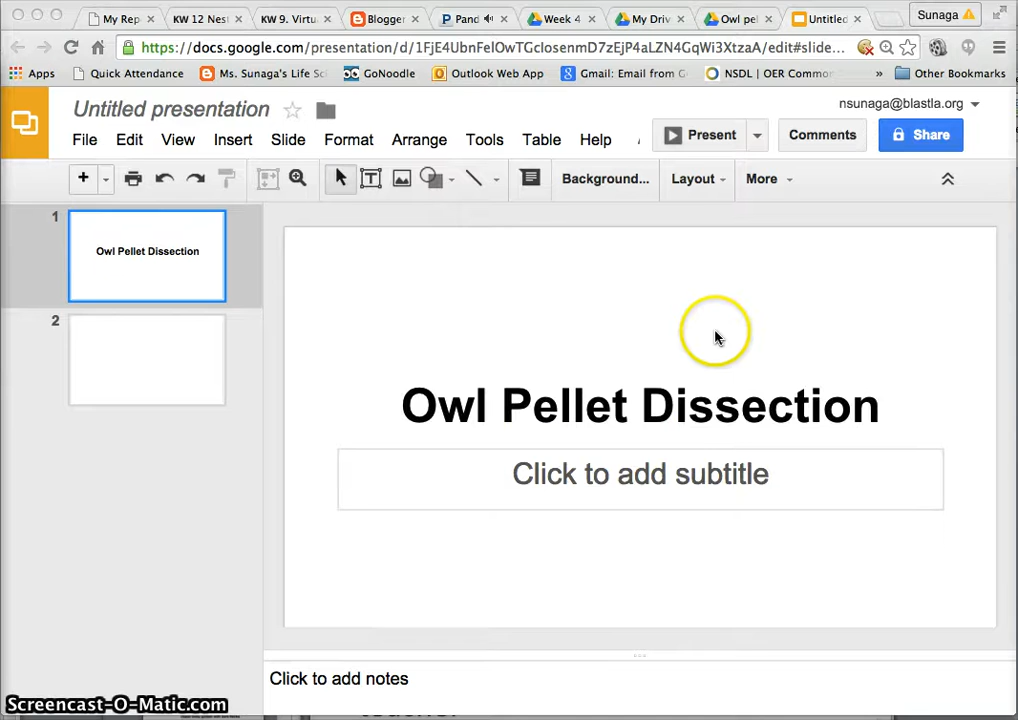 My Rep KW 12 Nes KW 9. Virtu Blogger Pand Week 4 My Driv Owl pel Untitled Sunaga
https://docs.google.com/presentation/d/1FjE4UbnFelOwTGclosenmD7zEjP4aLZN4GqWi3XtzaA/edit#slide...
Apps Quick Attendance Ms. Sunaga's Life Sc GoNoodle Outlook Web App Gmail: Email from G NSDL | OER Commo » Other Bookmarks
Untitled presentation nsunaga@blastla.org
File Edit View Insert Slide Format Arrange Tools Table Help Present Comments Share
Background... Layout More
1
Owl Pellet Dissection
2
Owl Pellet Dissection
Click to add subtitle
Click to add notes
Screencast-O-Matic.com